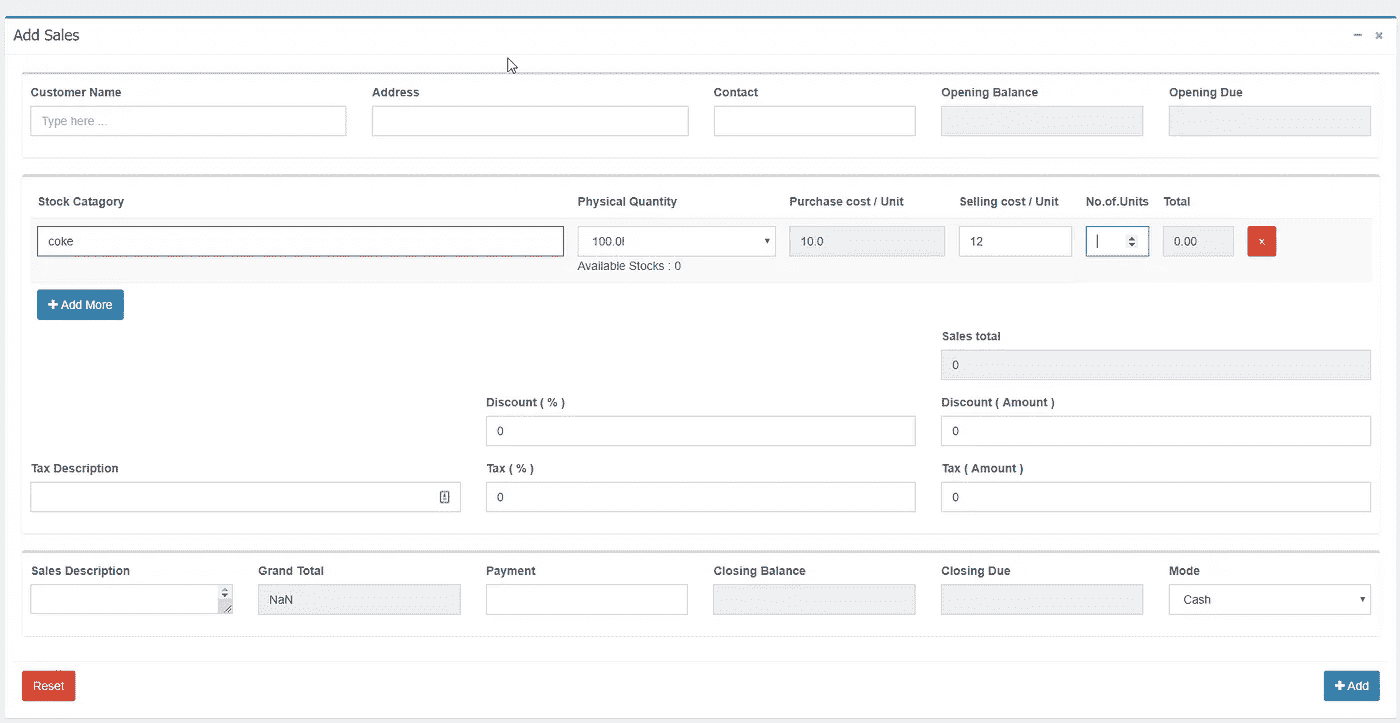 Add Sales
Customer Name Address Contact Opening Balance Opening Due
Type here ...
Stock Catagory Physical Quantity Purchase cost / Unit Selling cost / Unit No.of.Units Total
coke 10.0 12 0.00 x
Available Stocks : 0
Add More
Sales total
0
Discount ( % ) Discount ( Amount )
0 0
Tax Description Tax ( % ) Tax ( Amount )
0 0
Sales Description Grand Total Payment Closing Balance Closing Due Mode
NaN Cash
Reset Add